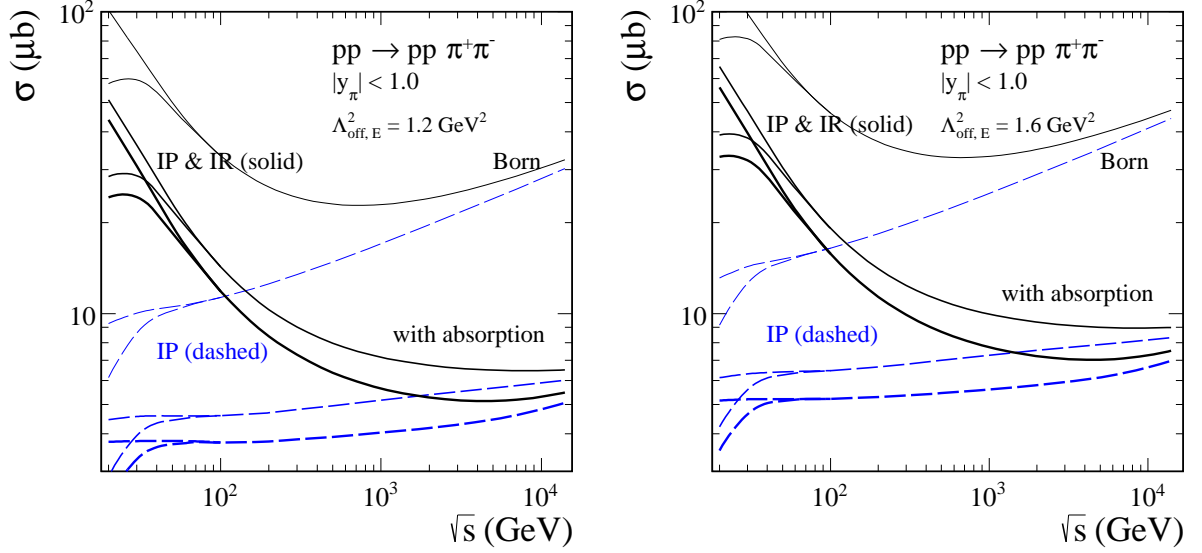 10²
σ (μb)
pp → pp π⁺π⁻
|y_π| < 1.0
Λ²_off, E = 1.2 GeV²
IP & IR (solid)
Born
10
with absorption
IP (dashed)
10² 10³ 10⁴
√s (GeV)
10²
σ (μb)
pp → pp π⁺π⁻
|y_π| < 1.0
IP & IR (solid)
Λ²_off, E = 1.6 GeV²
Born
10
with absorption
IP (dashed)
10² 10³ 10⁴
√s (GeV)